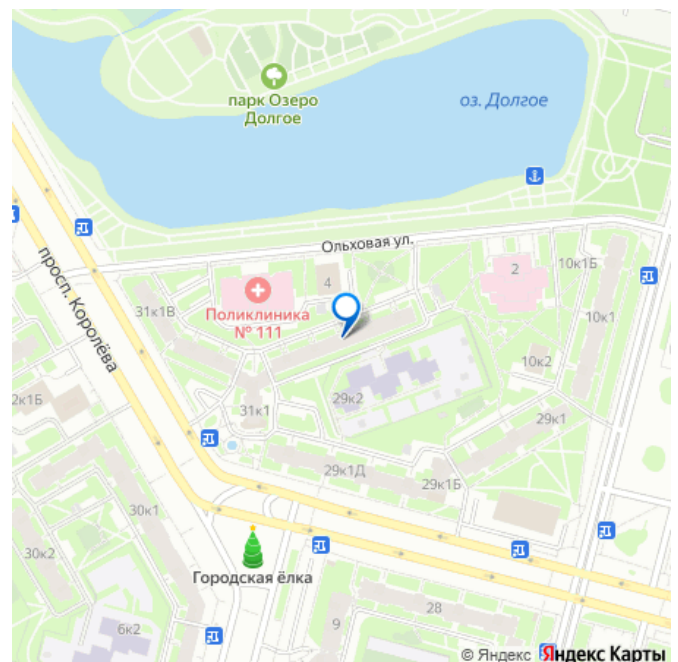 парк Озеро
Долгое
оз. Долгое
Ольховая ул.
просп. Королёва
31к1В
Поликлиника
№ 111
4
2
10к1Б
10к1
10к2
29к2
29к1
31к1
2к1Б
29к1Д
29к1Б
30к1
30к2
Городская ёлка
6к2
9
28
© Яндекс Яндекс Карты